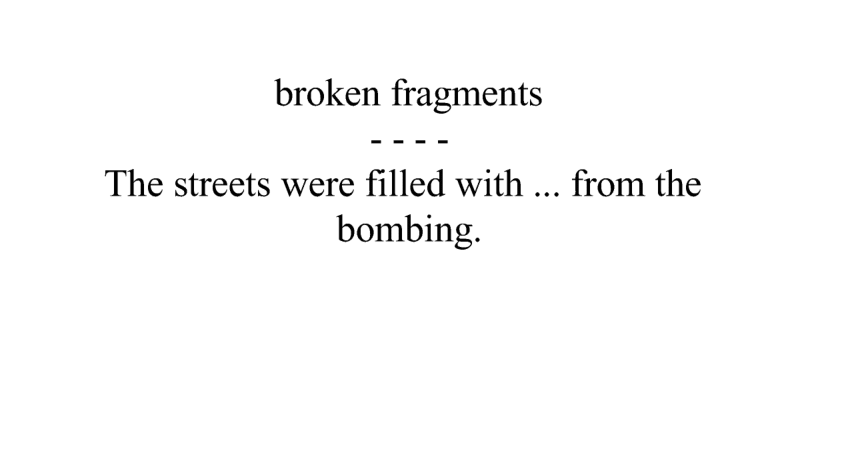 broken fragments
- - - -
The streets were filled with ... from the
bombing.